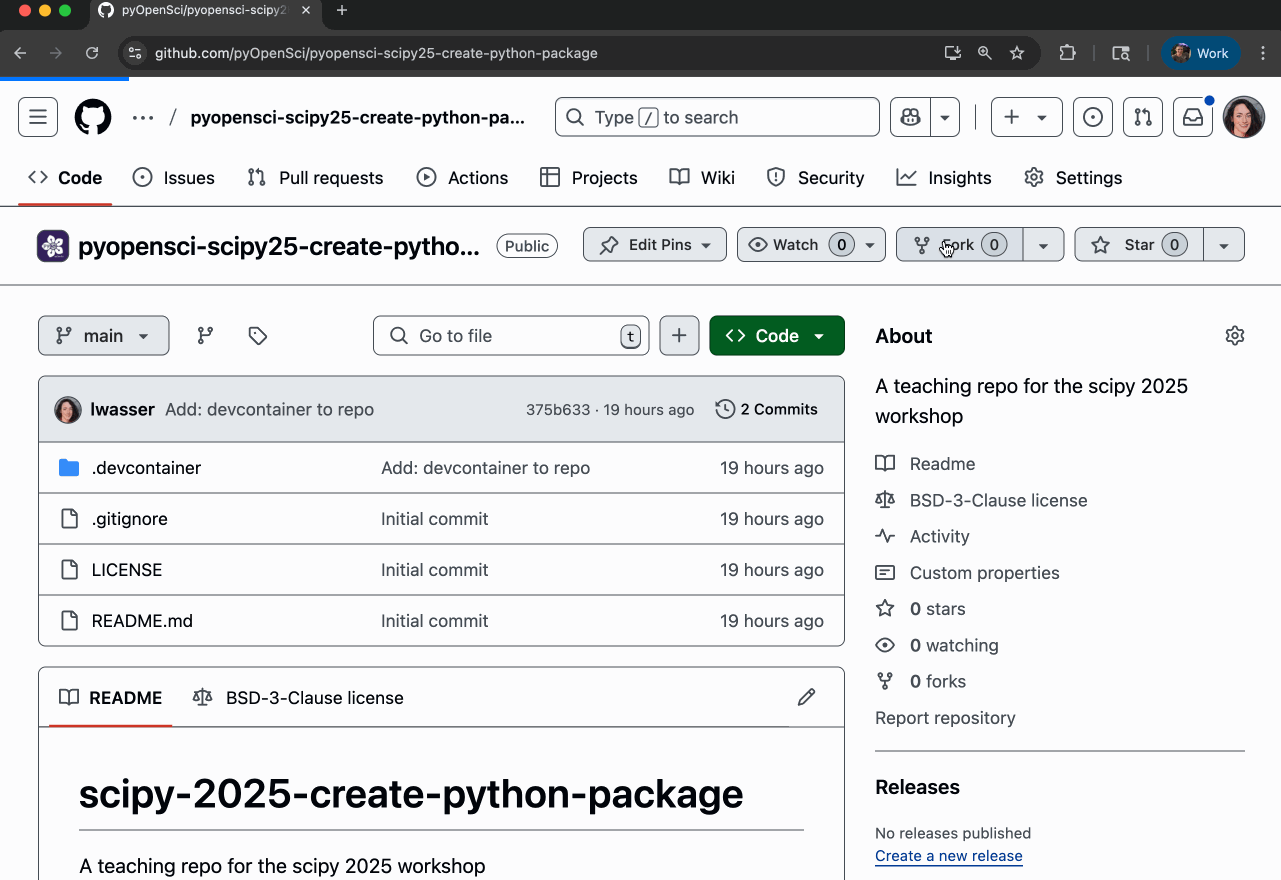 pyOpenSci/pyopensci-scipy2
github.com/pyOpenSci/pyopensci-scipy25-create-python-package
Work
/ pyopensci-scipy25-create-python-pa...
Type / to search
Code Issues Pull requests Actions Projects Wiki Security Insights Settings
pyopensci-scipy25-create-pytho... Public
Edit Pins Watch 0 Fork 0 Star 0
main Go to file t Code
lwasser Add: devcontainer to repo 375b633 · 19 hours ago 2 Commits
.devcontainer Add: devcontainer to repo 19 hours ago
.gitignore Initial commit 19 hours ago
LICENSE Initial commit 19 hours ago
README.md Initial commit 19 hours ago
README BSD-3-Clause license
scipy-2025-create-python-package
A teaching repo for the scipy 2025 workshop
About
A teaching repo for the scipy 2025
workshop
Readme
BSD-3-Clause license
Activity
Custom properties
0 stars
0 watching
0 forks
Report repository
Releases
No releases published
Create a new release